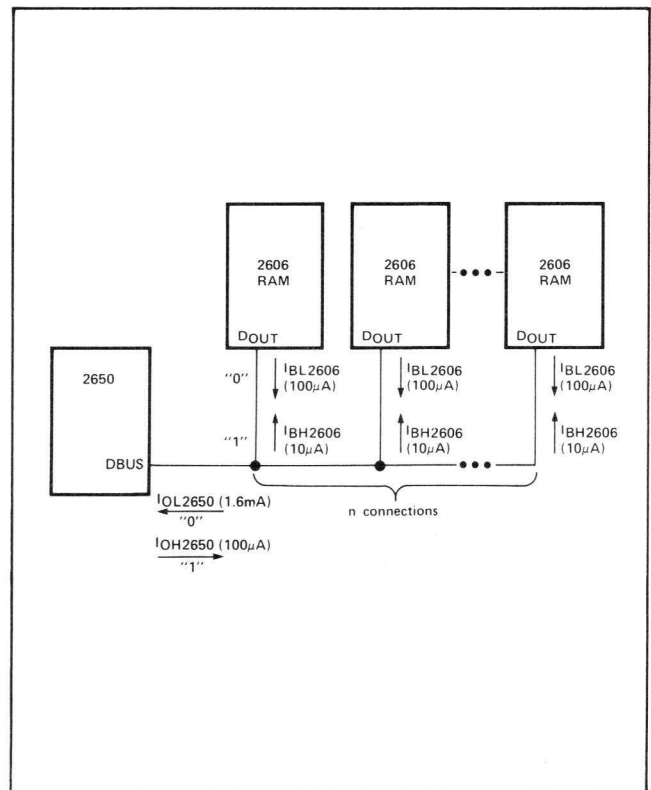 2606
RAM
DOUT
2606
RAM
DOUT
2606
RAM
DOUT
2650
DBUS
"0"
IBL2606
(100μA)
"1"
IBH2606
(10μA)
IBL2606
(100μA)
IBH2606
(10μA)
IBL2606
(100μA)
IBH2606
(10μA)
n connections
IOL2650 (1.6mA)
"0"
IOH2650 (100μA)
"1"